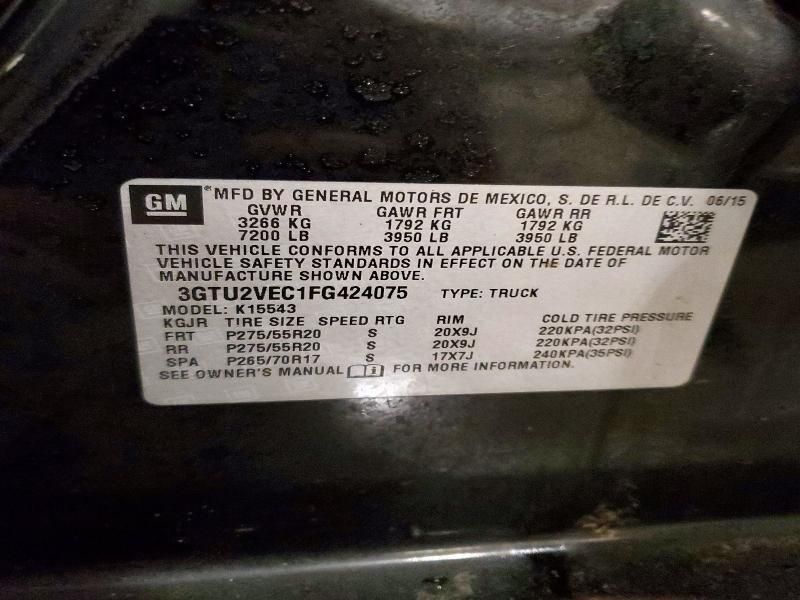 GM ® MFD BY GENERAL MOTORS DE MEXICO, S. DE R.L. DE C.V. 06/15
GVWR GAWR FRT GAWR RR
3266 KG 1792 KG 1792 KG
7200 LB 3950 LB 3950 LB
THIS VEHICLE CONFORMS TO ALL APPLICABLE U.S. FEDERAL MOTOR
VEHICLE SAFETY STANDARDS IN EFFECT ON THE DATE OF
MANUFACTURE SHOWN ABOVE.
3GTU2VEC1FG424075 TYPE: TRUCK
MODEL: K15543
KGJR TIRE SIZE SPEED RTG RIM COLD TIRE PRESSURE
FRT P275/55R20 S 20X9J 220KPA(32PSI)
RR P275/55R20 S 20X9J 220KPA(32PSI)
SPA P265/70R17 S 17X7J 240KPA(35PSI)
SEE OWNER'S MANUAL i FOR MORE INFORMATION.